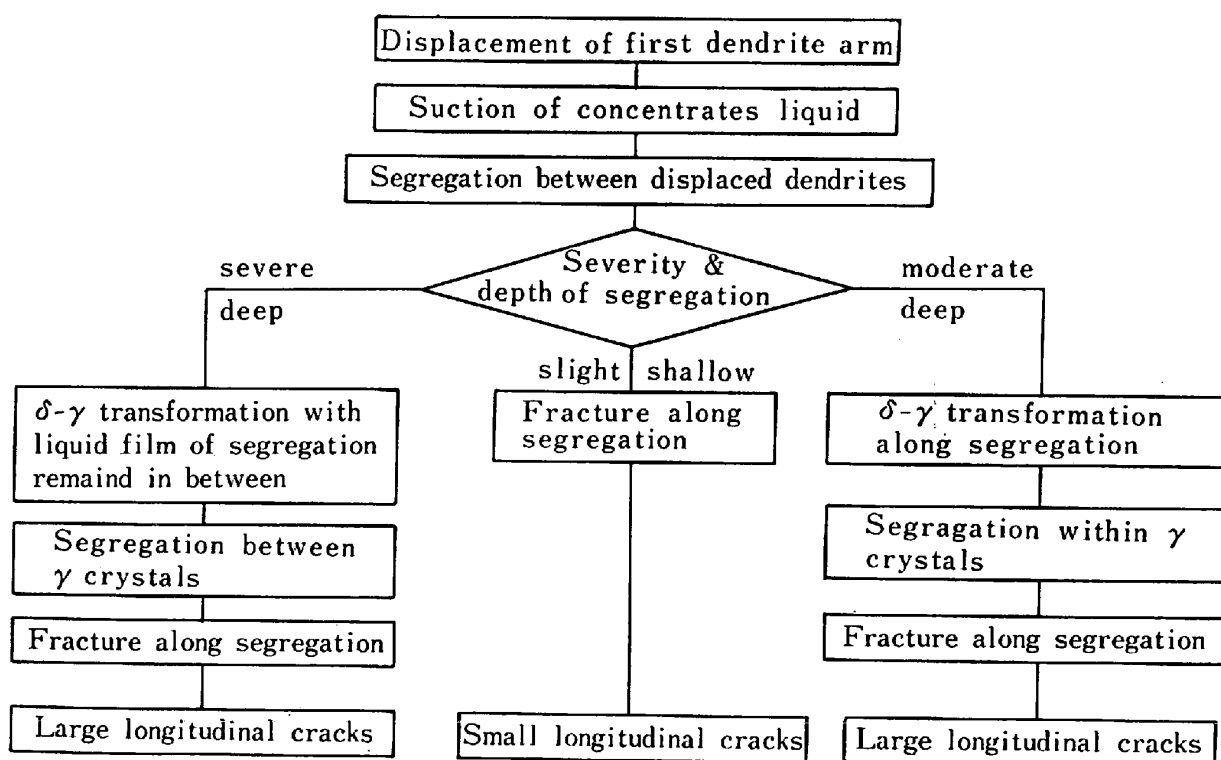 Displacement of first dendrite arm
Suction of concentrates liquid
Segregation between displaced dendrites
Severity &
depth of segregation
severe
deep
moderate
deep
slight shallow
δ-γ transformation with
liquid film of segregation
remaind in between
Segregation between
γ crystals
Fracture along segregation
Large longitudinal cracks
Fracture along
segregation
Small longitudinal cracks
δ-γ transformation
along segregation
Segragation within γ
crystals
Fracture along segregation
Large longitudinal cracks